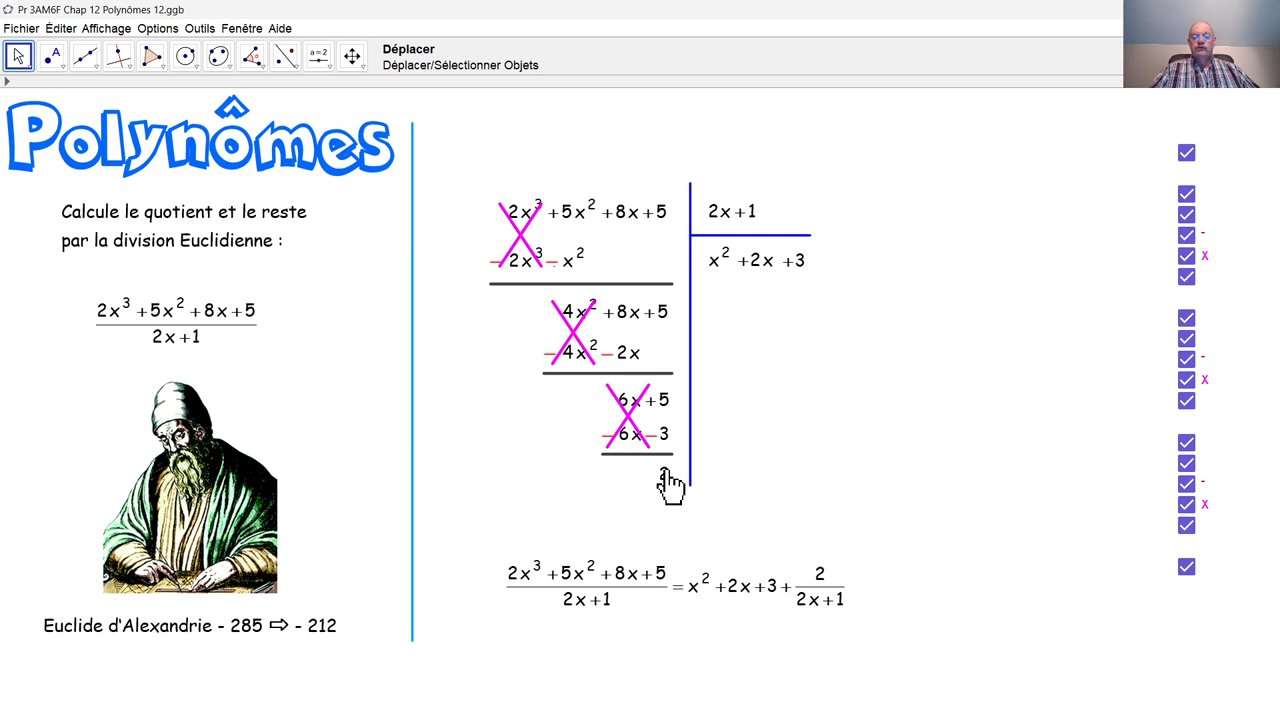 Pr 3AM6F Chap 12 Polynômes 12.ggb
Fichier Éditer Affichage Options Outils Fenêtre Aide
A
a=2
Déplacer
Déplacer/Sélectionner Objets
Polynômes
Calcule le quotient et le reste
par la division Euclidienne :
2x³ +5x² +8x+5
2x+1
Euclide d'Alexandrie - 285 ⇨ - 212
2x³ +5x² +8x+5
2x+1
− 2x³ − x²
x² +2x +3
4x² +8x+5
− 4x² − 2x
6x+5
− 6x − 3
2x³ +5x² +8x+5
2x+1
= x² +2x+3+
2
2x+1
-
x
-
x
-
x